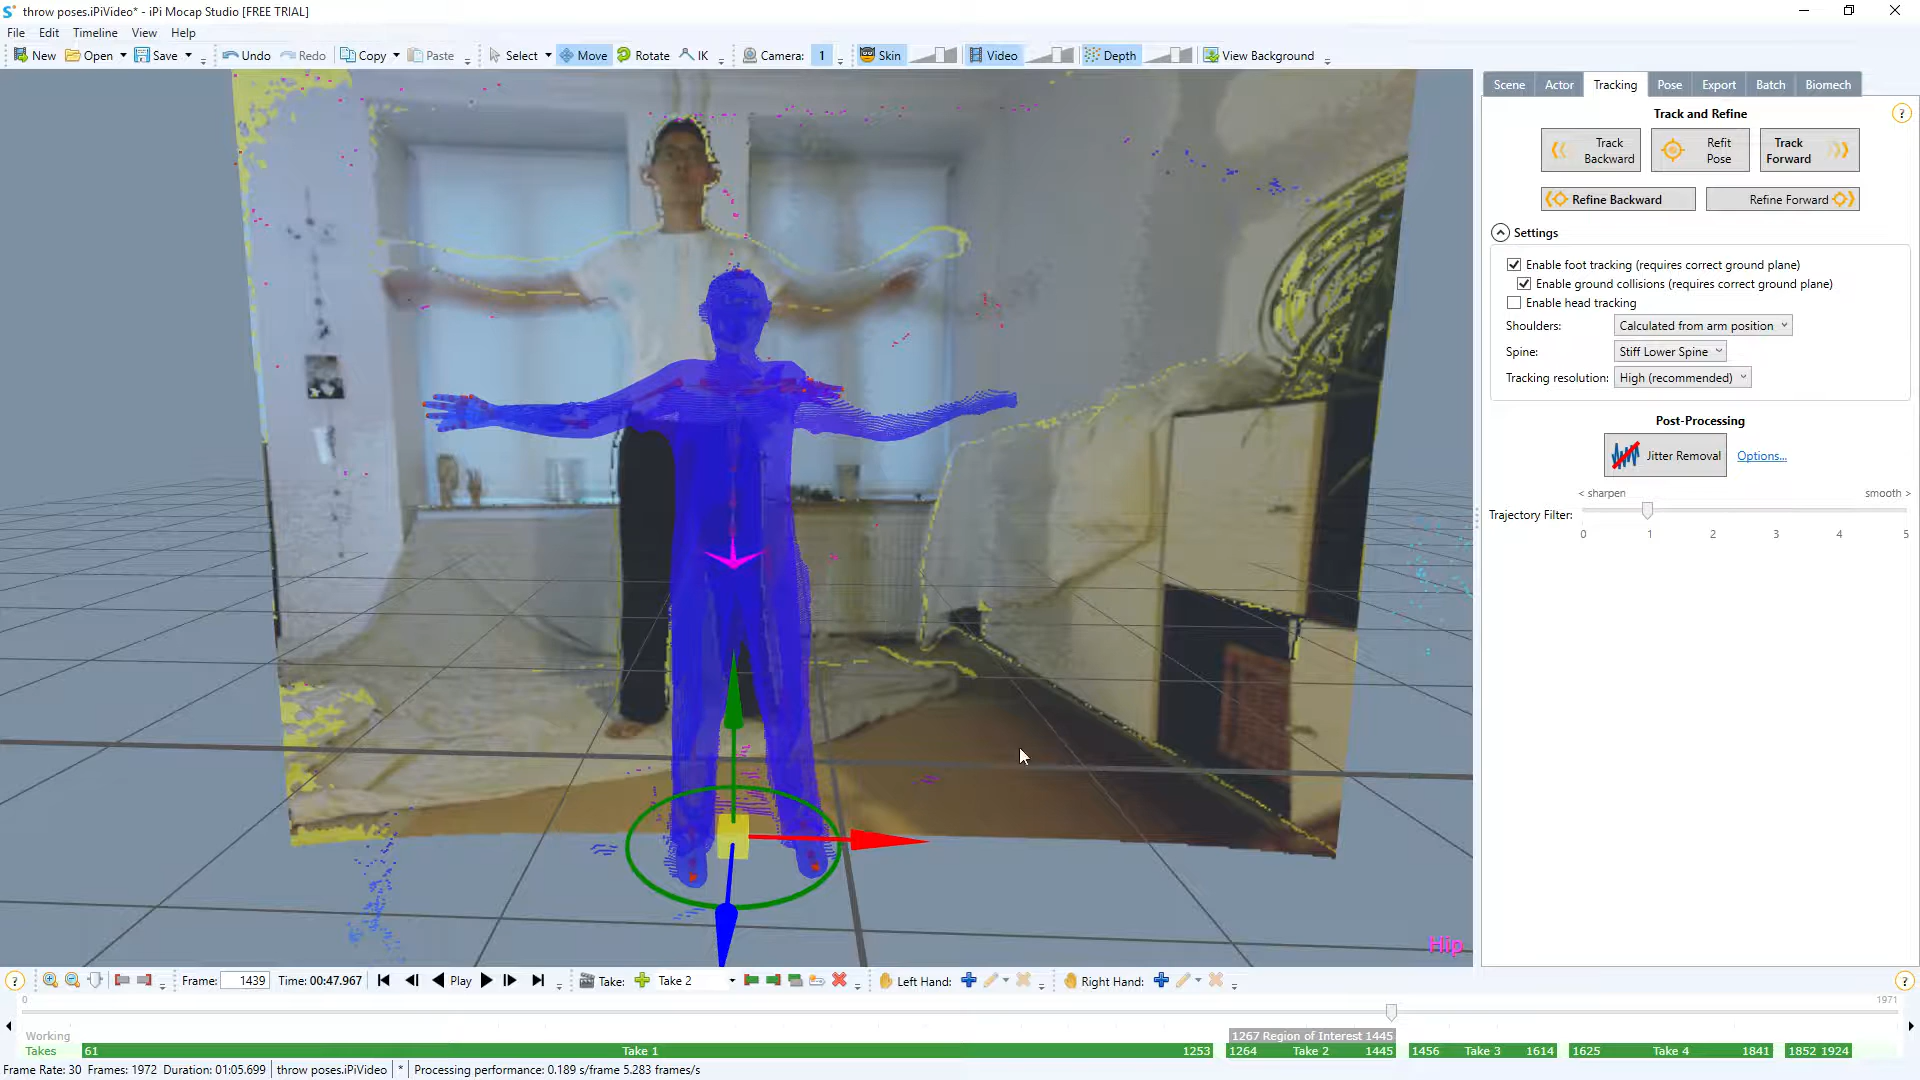 throw poses.iPiVideo* - iPi Mocap Studio [FREE TRIAL]
File Edit Timeline View Help
New Open Save Undo Redo Copy Paste Select Move Rotate IK Camera: 1 Skin Video Depth View Background
Scene Actor Tracking Pose Export Batch Biomech
Track and Refine
Track Backward
Refit Pose
Track Forward
Refine Backward
Refine Forward
Settings
Enable foot tracking (requires correct ground plane)
Enable ground collisions (requires correct ground plane)
Enable head tracking
Shoulders: Calculated from arm position
Spine: Stiff Lower Spine
Tracking resolution: High (recommended)
Post-Processing
Jitter Removal Options...
< sharpen smooth >
Trajectory Filter:
0 1 2 3 4 5
Hip
Frame: 1439 Time: 00:47.967 Play Take: Take 2 Left Hand: Right Hand:
0 1971
Working 1267 Region of Interest 1445
Takes 61 Take 1 1253 1264 Take 2 1445 1456 Take 3 1614 1625 Take 4 1841 1852 1924
Frame Rate: 30 Frames: 1972 Duration: 01:05.699 throw poses.iPiVideo * Processing performance: 0.189 s/frame 5.283 frames/s